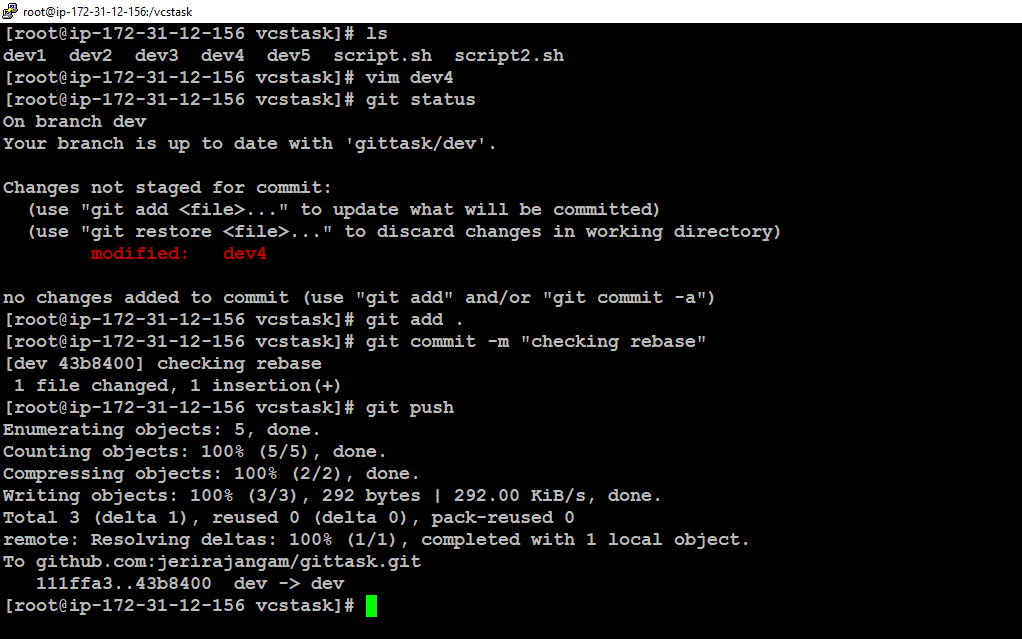 root@ip-172-31-12-156:/vcstask
[root@ip-172-31-12-156 vcstask]# ls
dev1  dev2  dev3  dev4  dev5  script.sh  script2.sh
[root@ip-172-31-12-156 vcstask]# vim dev4
[root@ip-172-31-12-156 vcstask]# git status
On branch dev
Your branch is up to date with 'gittask/dev'.
Changes not staged for commit:
  (use "git add <file>..." to update what will be committed)
  (use "git restore <file>..." to discard changes in working directory)
        modified:   dev4
no changes added to commit (use "git add" and/or "git commit -a")
[root@ip-172-31-12-156 vcstask]# git add .
[root@ip-172-31-12-156 vcstask]# git commit -m "checking rebase"
[dev 43b8400] checking rebase
 1 file changed, 1 insertion(+)
[root@ip-172-31-12-156 vcstask]# git push
Enumerating objects: 5, done.
Counting objects: 100% (5/5), done.
Compressing objects: 100% (2/2), done.
Writing objects: 100% (3/3), 292 bytes | 292.00 KiB/s, done.
Total 3 (delta 1), reused 0 (delta 0), pack-reused 0
remote: Resolving deltas: 100% (1/1), completed with 1 local object.
To github.com:jerirajangam/gittask.git
   111ffa3..43b8400  dev -> dev
[root@ip-172-31-12-156 vcstask]#